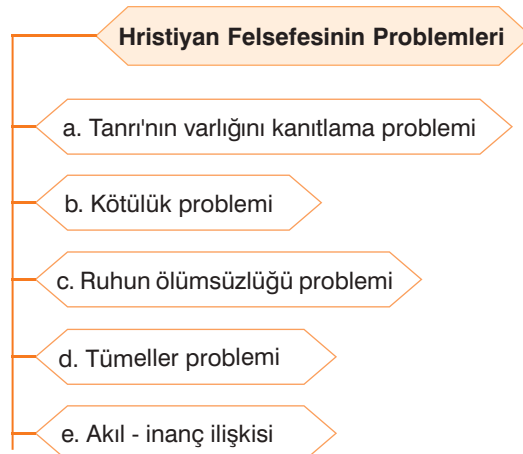 Hristiyan Felsefesinin Problemleri
a. Tanrı'nın varlığını kanıtlama problemi
b. Kötülük problemi
c. Ruhun ölümsüzlüğü problemi
d. Tümeller problemi
e. Akıl - inanç ilişkisi